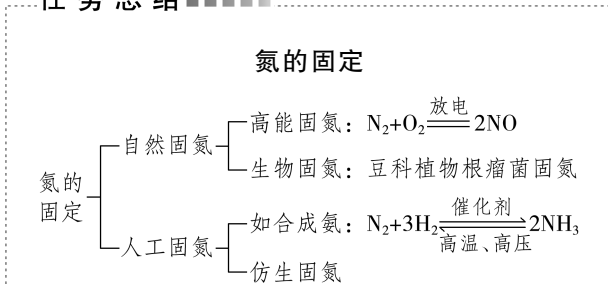 任务总结
氮的固定
氮的固定
自然固氮
高能固氮：N₂+O₂ =放电= 2NO
生物固氮：豆科植物根瘤菌固氮
人工固氮
如合成氨：N₂+3H₂ ⇌(催化剂/高温、高压) 2NH₃
仿生固氮